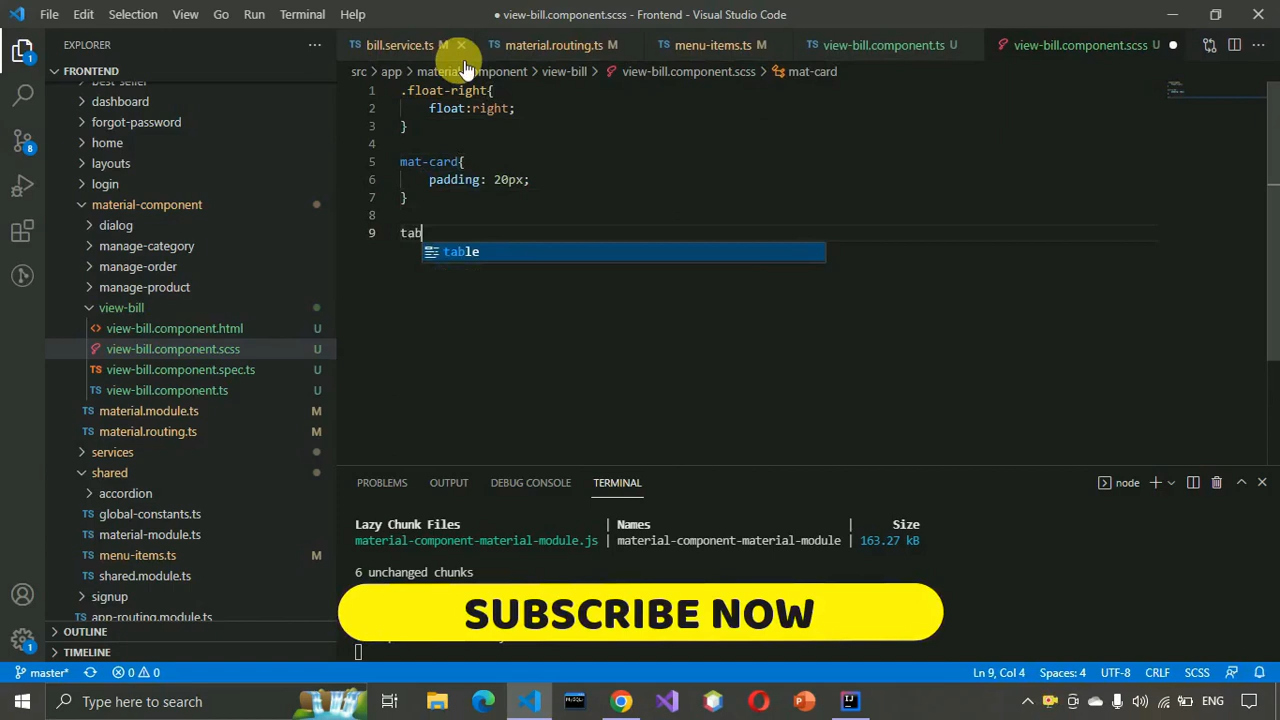 File Edit Selection View Go Run Terminal Help
● view-bill.component.scss - Frontend - Visual Studio Code
EXPLORER
FRONTEND
dashboard
forgot-password
home
layouts
login
material-component
dialog
manage-category
manage-order
manage-product
view-bill
view-bill.component.html U
view-bill.component.scss U
view-bill.component.spec.ts U
view-bill.component.ts U
material.module.ts M
material.routing.ts M
services
shared
accordion
global-constants.ts
material-module.ts
menu-items.ts M
shared.module.ts
signup
app-routing.module.ts
OUTLINE
TIMELINE
bill.service.ts M material.routing.ts M menu-items.ts M view-bill.component.ts U view-bill.component.scss U
src > app > material-component > view-bill > view-bill.component.scss > mat-card
1 .float-right{
2 float:right;
3 }
4
5 mat-card{
6 padding: 20px;
7 }
8
9 tab
table
PROBLEMS OUTPUT DEBUG CONSOLE TERMINAL
node
Lazy Chunk Files | Names | Size
material-component-material-module.js | material-component-material-module | 163.27 kB
6 unchanged chunks
SUBSCRIBE NOW
master* 0 0 Ln 9, Col 4 Spaces: 4 UTF-8 CRLF SCSS
Type here to search
ENG